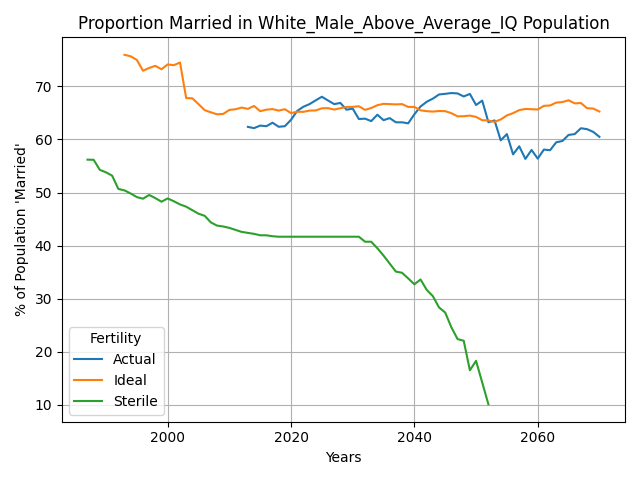 Proportion Married in White_Male_Above_Average_IQ Population
% of Population 'Married'
70
60
50
40
30
20
10
Fertility
Actual
Ideal
Sterile
2000
2020
2040
2060
Years